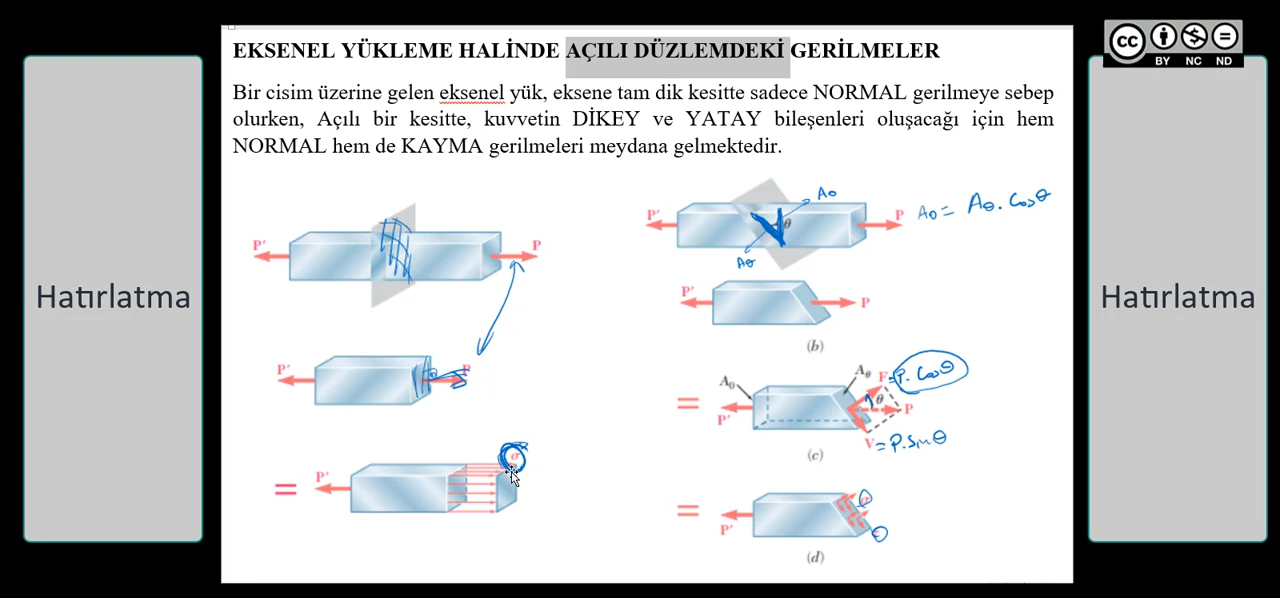 EKSENEL YÜKLEME HALİNDE AÇILI DÜZLEMDEKİ GERİLMELER
Bir cisim üzerine gelen eksenel yük, eksene tam dik kesitte sadece NORMAL gerilmeye sebep
olurken, Açılı bir kesitte, kuvvetin DİKEY ve YATAY bileşenleri oluşacağı için hem
NORMAL hem de KAYMA gerilmeleri meydana gelmektedir.
Hatırlatma
Hatırlatma
cc
BY NC ND
P' P
P' P
P' σ
P' θ P
A0
Aθ
A0 = Aθ. Cosθ
P' P
(b)
A0 Aθ F = P. Cosθ
P' θ P
V = P. Sinθ
(c)
P' σ
τ
(d)